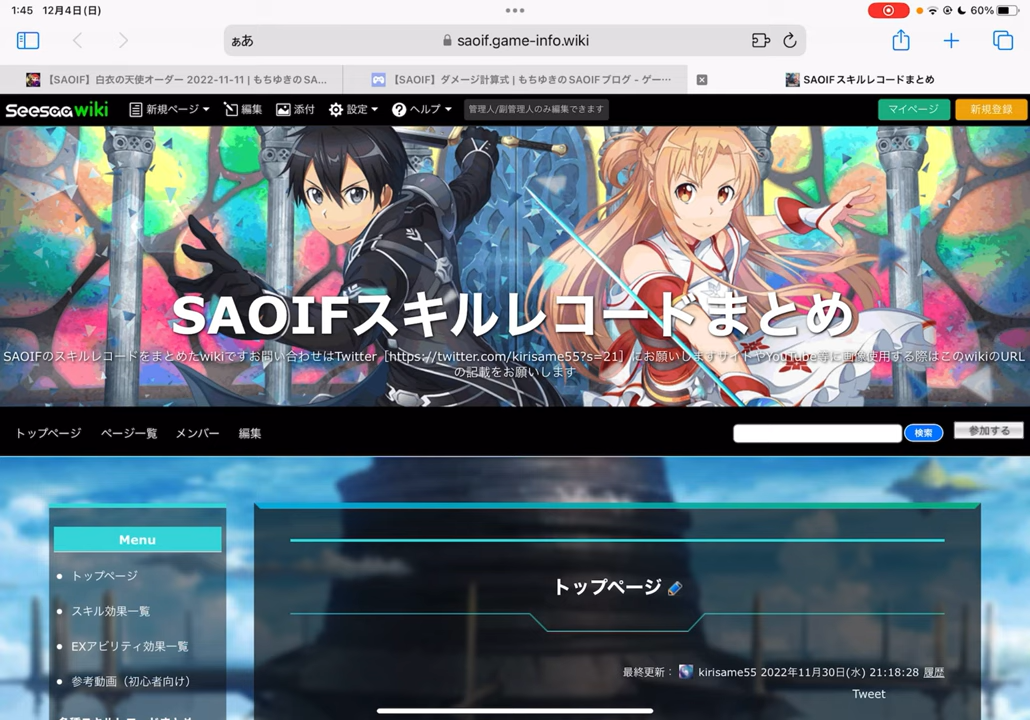 1:45 12月4日(日)
60%
ぁあ
saoif.game-info.wiki
【SAOIF】白衣の天使オーダー 2022-11-11 | もちゆきのSA...
【SAOIF】ダメージ計算式 | もちゆきのSAOIFブログ - ゲー...
SAOIFスキルレコードまとめ
Seesaa wiki
新規ページ
編集
添付
設定
ヘルプ
管理人/副管理人のみ編集できます
マイページ
新規登録
SAOIFスキルレコードまとめ
SAOIFのスキルレコードをまとめたwikiですお問い合わせはTwitter［https://twitter.com/kirisame55?s=21］にお願いしますサイトやYouTube等に画像使用する際はこのwikiのURL
の記載をお願いします
トップページ
ページ一覧
メンバー
編集
検索
参加する
Menu
トップページ
スキル効果一覧
EXアビリティ効果一覧
参考動画（初心者向け）
トップページ
最終更新： kirisame55 2022年11月30日(水) 21:18:28 履歴
Tweet